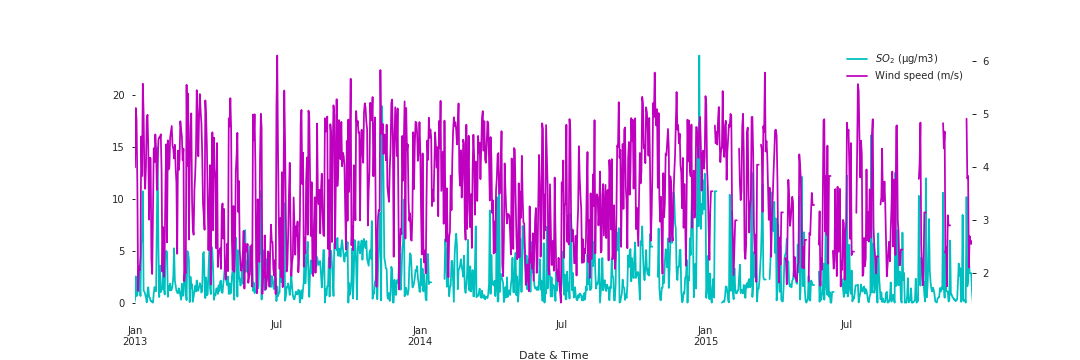 SO₂ (μg/m3)
Wind speed (m/s)
20
15
10
5
0
6
5
4
3
2
Jan
2013
Jul
Jan
2014
Jul
Jan
2015
Jul
Date & Time